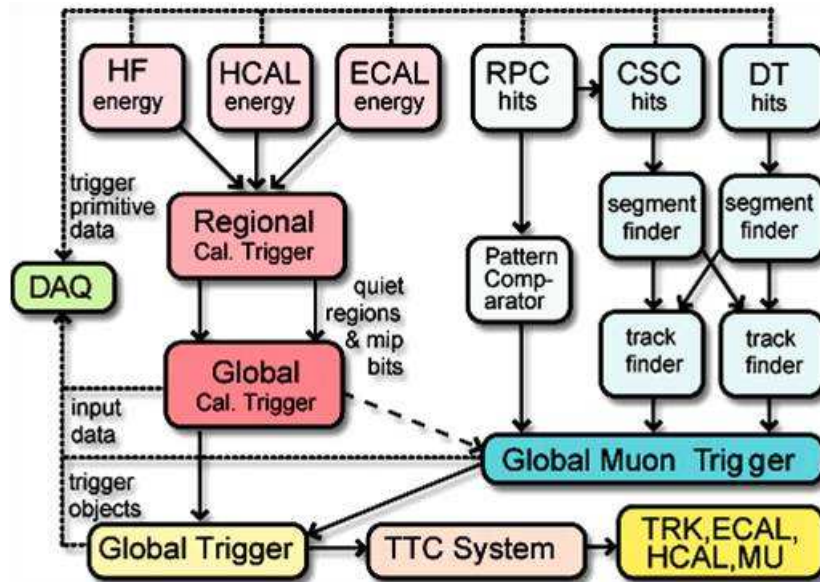 HF
energy
HCAL
energy
ECAL
energy
RPC
hits
CSC
hits
DT
hits
trigger
primitive
data
Regional
Cal. Trigger
segment
finder
segment
finder
DAQ
quiet
regions
& mip
bits
Pattern
Comp-
arator
Global
Cal. Trigger
track
finder
track
finder
input
data
Global Muon Trigger
trigger
objects
Global Trigger
TTC System
TRK,ECAL,
HCAL,MU